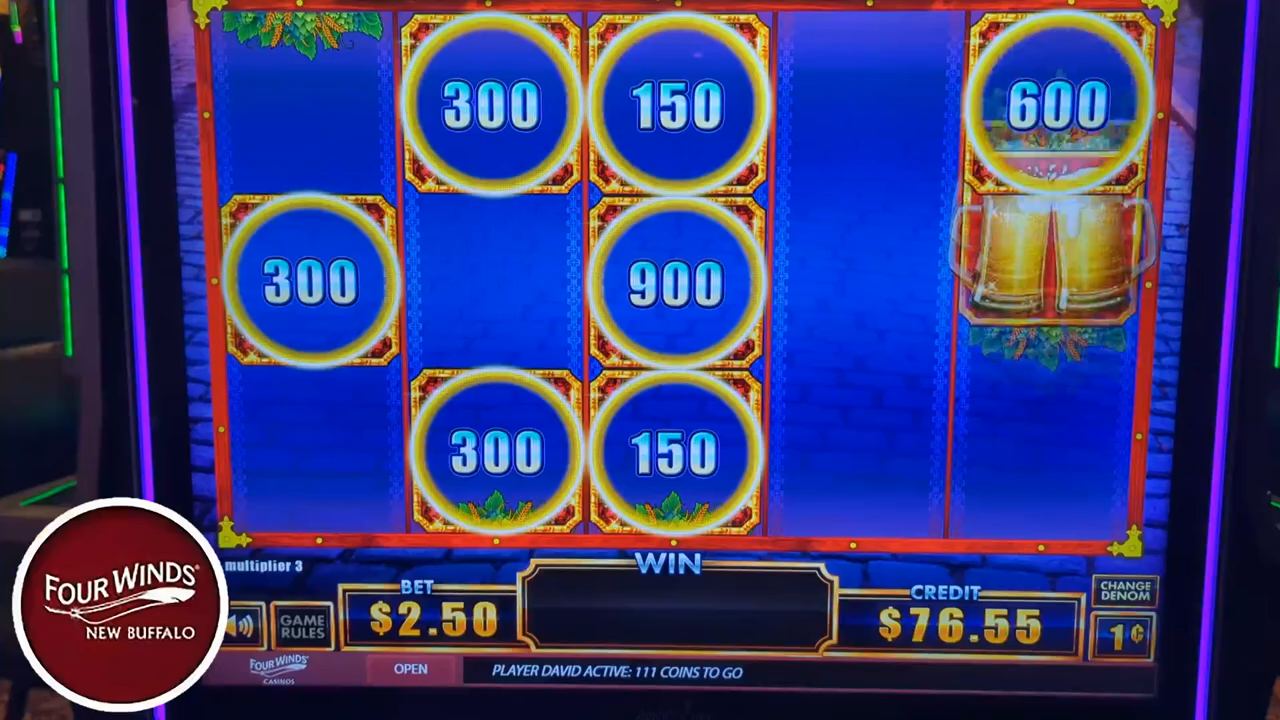 300
150
600
300
900
300
150
multiplier 3
WIN
BET
CREDIT
CHANGE
DENOM
$2.50
$76.55
GAME
RULES
1¢
FOUR WINDS®
NEW BUFFALO
FOUR WINDS
CASINOS
OPEN
PLAYER DAVID ACTIVE: 111 COINS TO GO